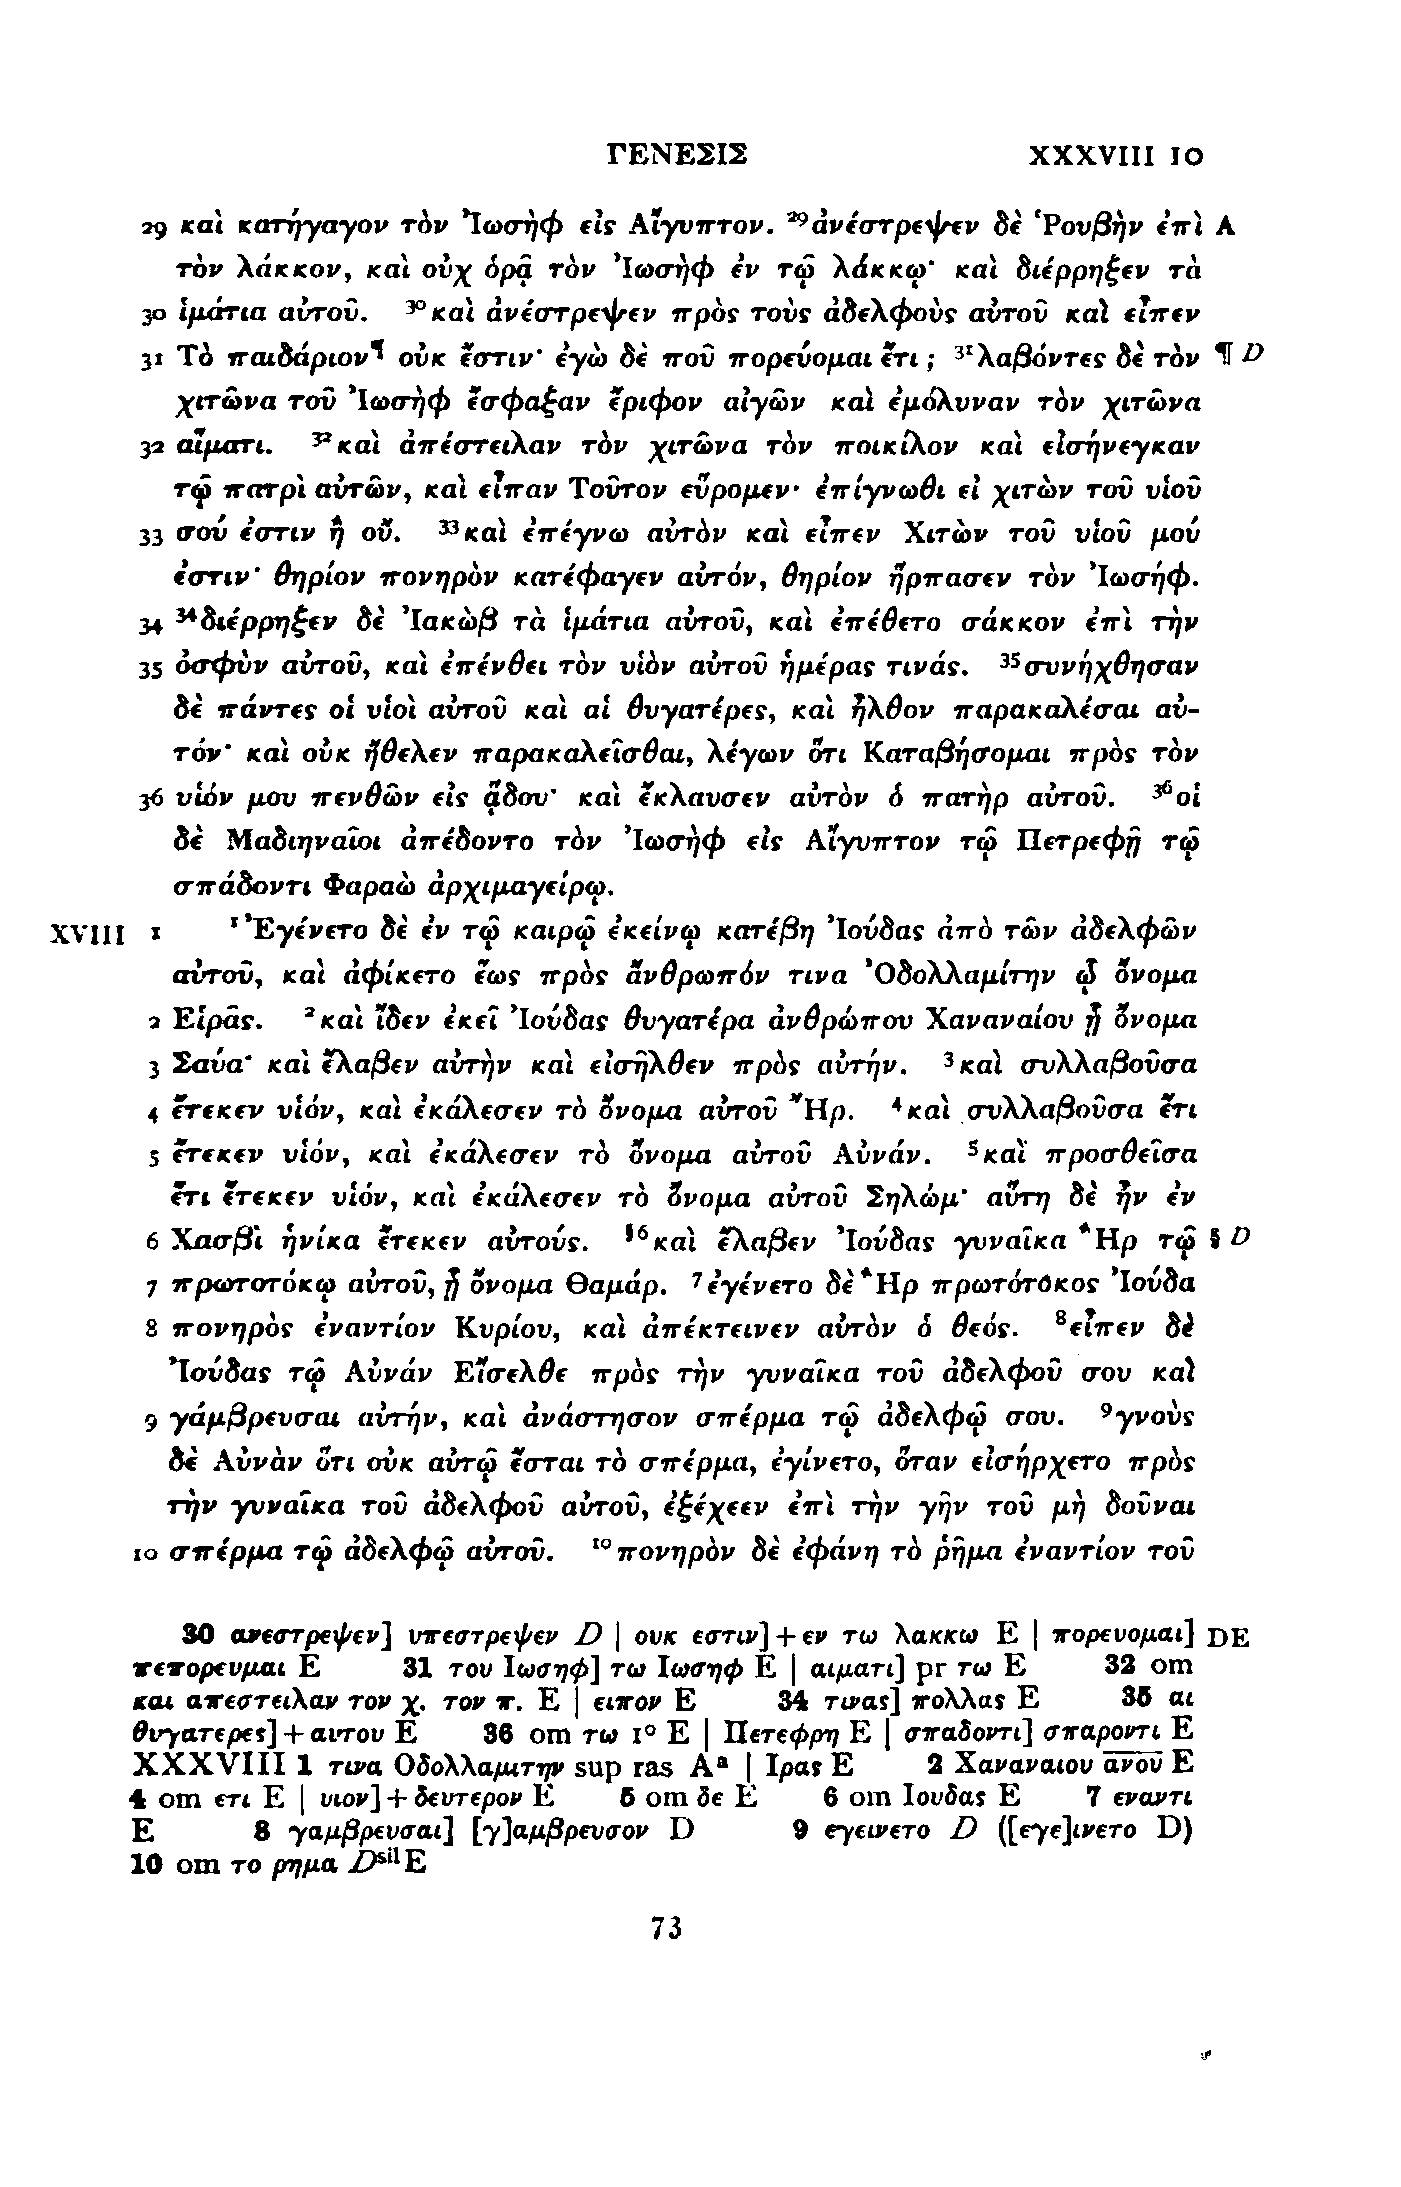 ΓΕΝΕΣΙΣ XXXVIII 10
29 καὶ κατήγαγον τὸν Ἰωσὴφ εἰς Αἴγυπτον. ²⁹ἀνέστρεψεν δὲ Ῥουβὴν ἐπὶ A
τὸν λάκκον, καὶ οὐχ ὁρᾷ τὸν Ἰωσὴφ ἐν τῷ λάκκῳ· καὶ διέρρηξεν τὰ
30 ἱμάτια αὐτοῦ. ³⁰καὶ ἀνέστρεψεν πρὸς τοὺς ἀδελφοὺς αὐτοῦ καὶ εἶπεν
31 Τὸ παιδάριον¶ οὐκ ἔστιν· ἐγὼ δὲ ποῦ πορεύομαι ἔτι; ³¹λαβόντες δὲ τὸν ¶ D
χιτῶνα τοῦ Ἰωσὴφ ἔσφαξαν ἔριφον αἰγῶν καὶ ἐμόλυναν τὸν χιτῶνα
32 αἵματι. ³²καὶ ἀπέστειλαν τὸν χιτῶνα τὸν ποικίλον καὶ εἰσήνεγκαν
τῷ πατρὶ αὐτῶν, καὶ εἶπαν Τοῦτον εὕρομεν· ἐπίγνωθι εἰ χιτὼν τοῦ υἱοῦ
33 σού ἐστιν ἢ οὔ. ³³καὶ ἐπέγνω αὐτὸν καὶ εἶπεν Χιτὼν τοῦ υἱοῦ μού
ἐστιν· θηρίον πονηρὸν κατέφαγεν αὐτόν, θηρίον ἥρπασεν τὸν Ἰωσήφ.
34 ³⁴διέρρηξεν δὲ Ἰακὼβ τὰ ἱμάτια αὐτοῦ, καὶ ἐπέθετο σάκκον ἐπὶ τὴν
35 ὀσφὺν αὐτοῦ, καὶ ἐπένθει τὸν υἱὸν αὐτοῦ ἡμέρας τινάς. ³⁵συνήχθησαν
δὲ πάντες οἱ υἱοὶ αὐτοῦ καὶ αἱ θυγατέρες, καὶ ἦλθον παρακαλέσαι αὐ-
τόν· καὶ οὐκ ἤθελεν παρακαλεῖσθαι, λέγων ὅτι Καταβήσομαι πρὸς τὸν
36 υἱόν μου πενθῶν εἰς ᾅδου· καὶ ἔκλαυσεν αὐτὸν ὁ πατὴρ αὐτοῦ. ³⁶οἱ
δὲ Μαδιηναῖοι ἀπέδοντο τὸν Ἰωσὴφ εἰς Αἴγυπτον τῷ Πετρεφῇ τῷ
σπάδοντι Φαραὼ ἀρχιμαγείρῳ.
XVIII 1 ¹Ἐγένετο δὲ ἐν τῷ καιρῷ ἐκείνῳ κατέβη Ἰούδας ἀπὸ τῶν ἀδελφῶν
αὐτοῦ, καὶ ἀφίκετο ἕως πρὸς ἄνθρωπόν τινα Ὀδολλαμίτην ᾧ ὄνομα
2 Εἱρᾶς. ²καὶ ἴδεν ἐκεῖ Ἰούδας θυγατέρα ἀνθρώπου Χαναναίου ᾗ ὄνομα
3 Σαύα· καὶ ἔλαβεν αὐτὴν καὶ εἰσῆλθεν πρὸς αὐτήν. ³καὶ συλλαβοῦσα
4 ἔτεκεν υἱόν, καὶ ἐκάλεσεν τὸ ὄνομα αὐτοῦ Ἤρ. ⁴καὶ συλλαβοῦσα ἔτι
5 ἔτεκεν υἱόν, καὶ ἐκάλεσεν τὸ ὄνομα αὐτοῦ Αὐνάν. ⁵καὶ προσθεῖσα
ἔτι ἔτεκεν υἱόν, καὶ ἐκάλεσεν τὸ ὄνομα αὐτοῦ Σηλώμ· αὕτη δὲ ἦν ἐν
6 Χασβὶ ἡνίκα ἔτεκεν αὐτούς. §⁶καὶ ἔλαβεν Ἰούδας γυναῖκα Ἢρ τῷ § D
7 πρωτοτόκῳ αὐτοῦ, ᾗ ὄνομα Θαμάρ. ⁷ἐγένετο δὲ Ἢρ πρωτότοκος Ἰούδα
8 πονηρὸς ἐναντίον Κυρίου, καὶ ἀπέκτεινεν αὐτὸν ὁ θεός. ⁸εἶπεν δὲ
Ἰούδας τῷ Αὐνάν Εἴσελθε πρὸς τὴν γυναῖκα τοῦ ἀδελφοῦ σου καὶ
9 γάμβρευσαι αὐτήν, καὶ ἀνάστησον σπέρμα τῷ ἀδελφῷ σου. ⁹γνοὺς
δὲ Αὐνὰν ὅτι οὐκ αὐτῷ ἔσται τὸ σπέρμα, ἐγίνετο, ὅταν εἰσήρχετο πρὸς
τὴν γυναῖκα τοῦ ἀδελφοῦ αὐτοῦ, ἐξέχεεν ἐπὶ τὴν γῆν τοῦ μὴ δοῦναι
10 σπέρμα τῷ ἀδελφῷ αὐτοῦ. ¹⁰πονηρὸν δὲ ἐφάνη τὸ ῥῆμα ἐναντίον τοῦ
30 ανεστρεψεν] υπεστρεψεν D | ουκ εστιν]+εν τω λακκω E | πορευομαι] DE
πεπορευμαι E 31 του Ιωσηφ] τω Ιωσηφ E | αιματι] pr τω E 32 om
και απεστειλαν τον χ. τον π. E | ειπον E 34 τινας] πολλας E 35 αι
θυγατερες]+αυτου E 36 om τω 1° E | Πετεφρη E | σπαδοντι] σπαροντι E
XXXVIII 1 τινα Οδολλαμιτην sup ras Aᵃ | Ιρας E 2 Χαναναιου α̅ν̅ο̅υ̅ E
4 om ετι E | υιον]+δευτερον E 5 om δε E 6 om Ιουδας E 7 εναντι
E 8 γαμβρευσαι] [γ]αμβρευσον D 9 εγεινετο D ([εγε]ινετο D)
10 om το ρημα Dˢⁱˡ E
73